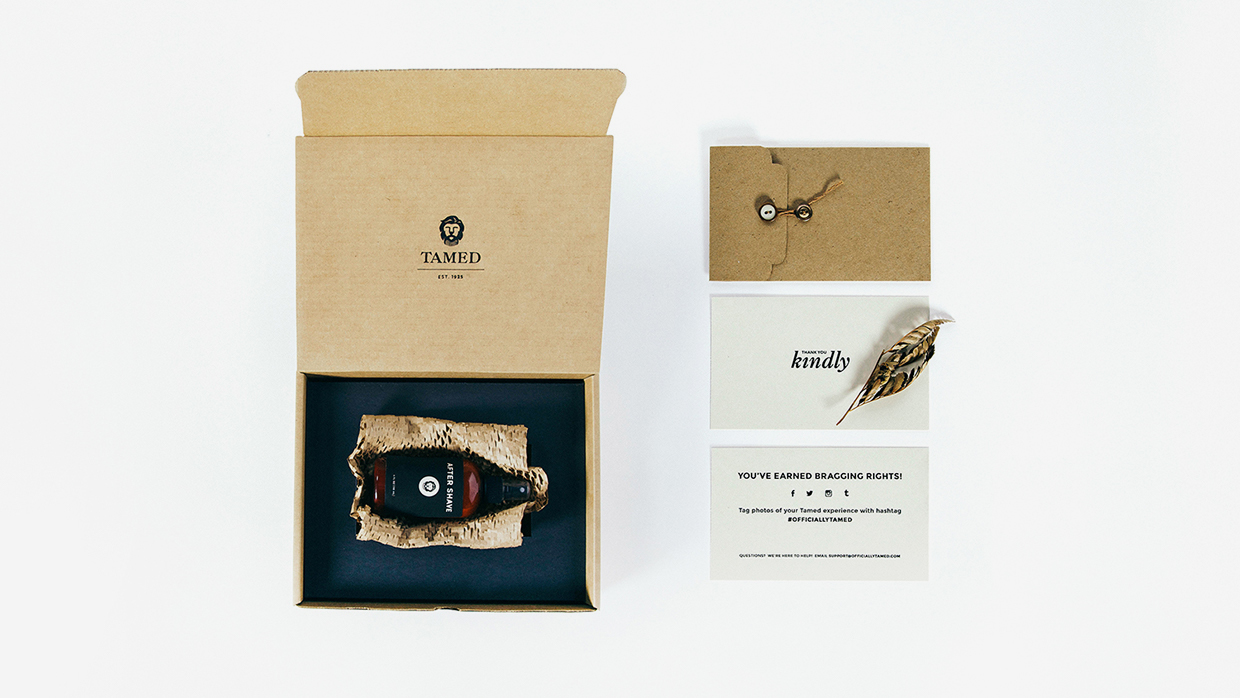 TAMED
EST. 1925
AFTER SHAVE
THANK YOU
kindly
YOU'VE EARNED BRAGGING RIGHTS!
Tag photos of your Tamed experience with hashtag
#OFFICIALLYTAMED
QUESTIONS? WE'RE HERE TO HELP! EMAIL SUPPORT@OFFICIALLYTAMED.COM